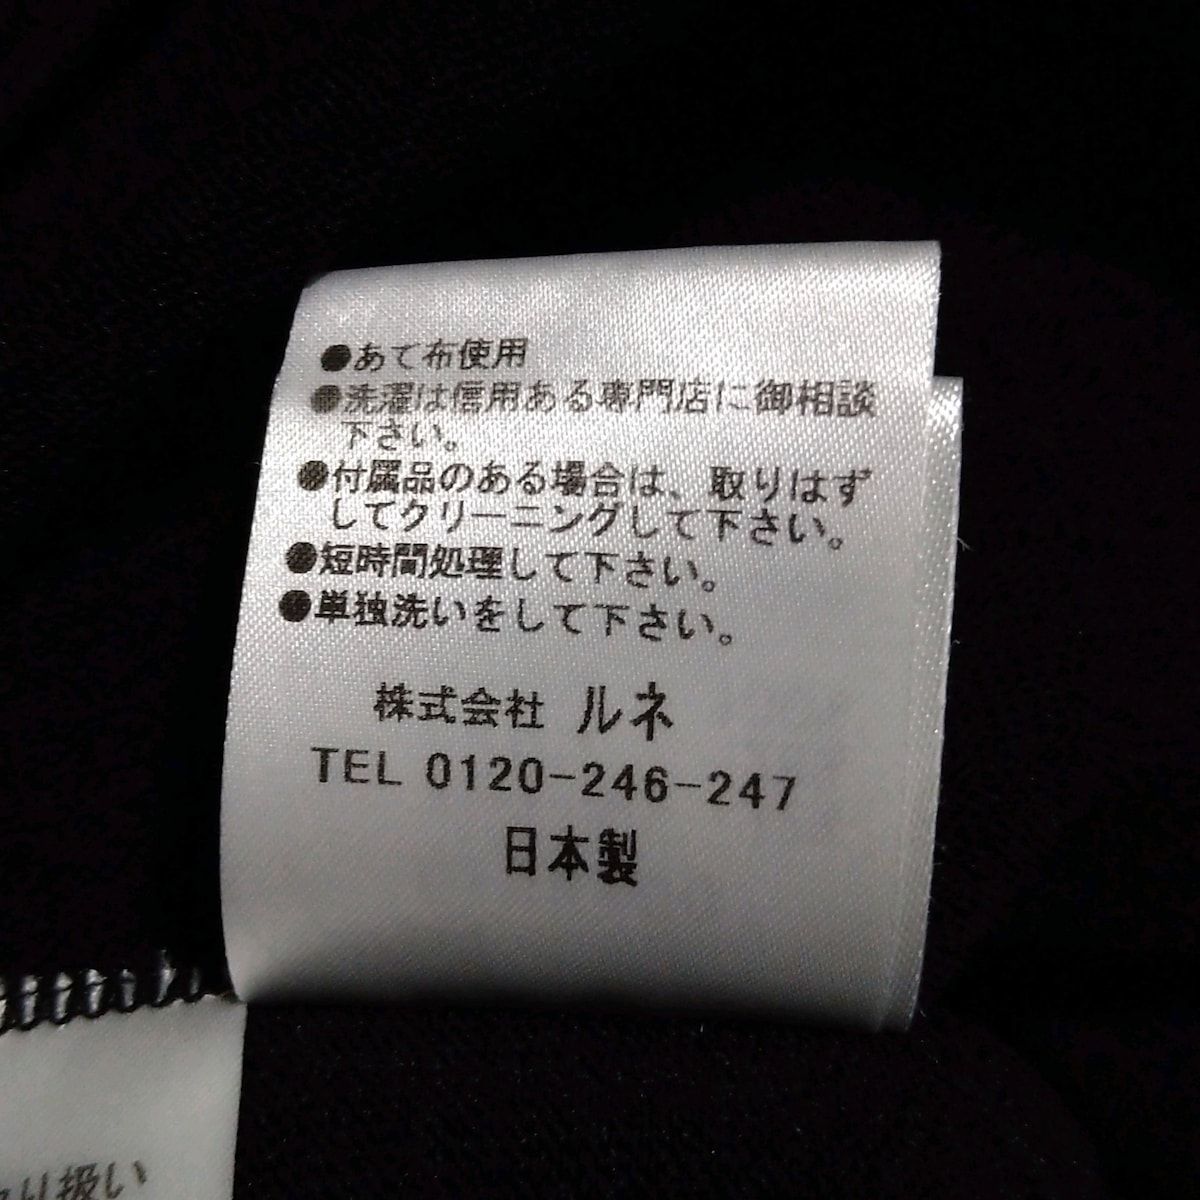 ●あて布使用
●洗濯は信用ある専門店に御相談
下さい。
●付属品のある場合は、取りはず
してクリーニングして下さい。
●短時間処理して下さい。
●単独洗いをして下さい。
株式会社 ルネ
TEL 0120-246-247
日本製
り扱い